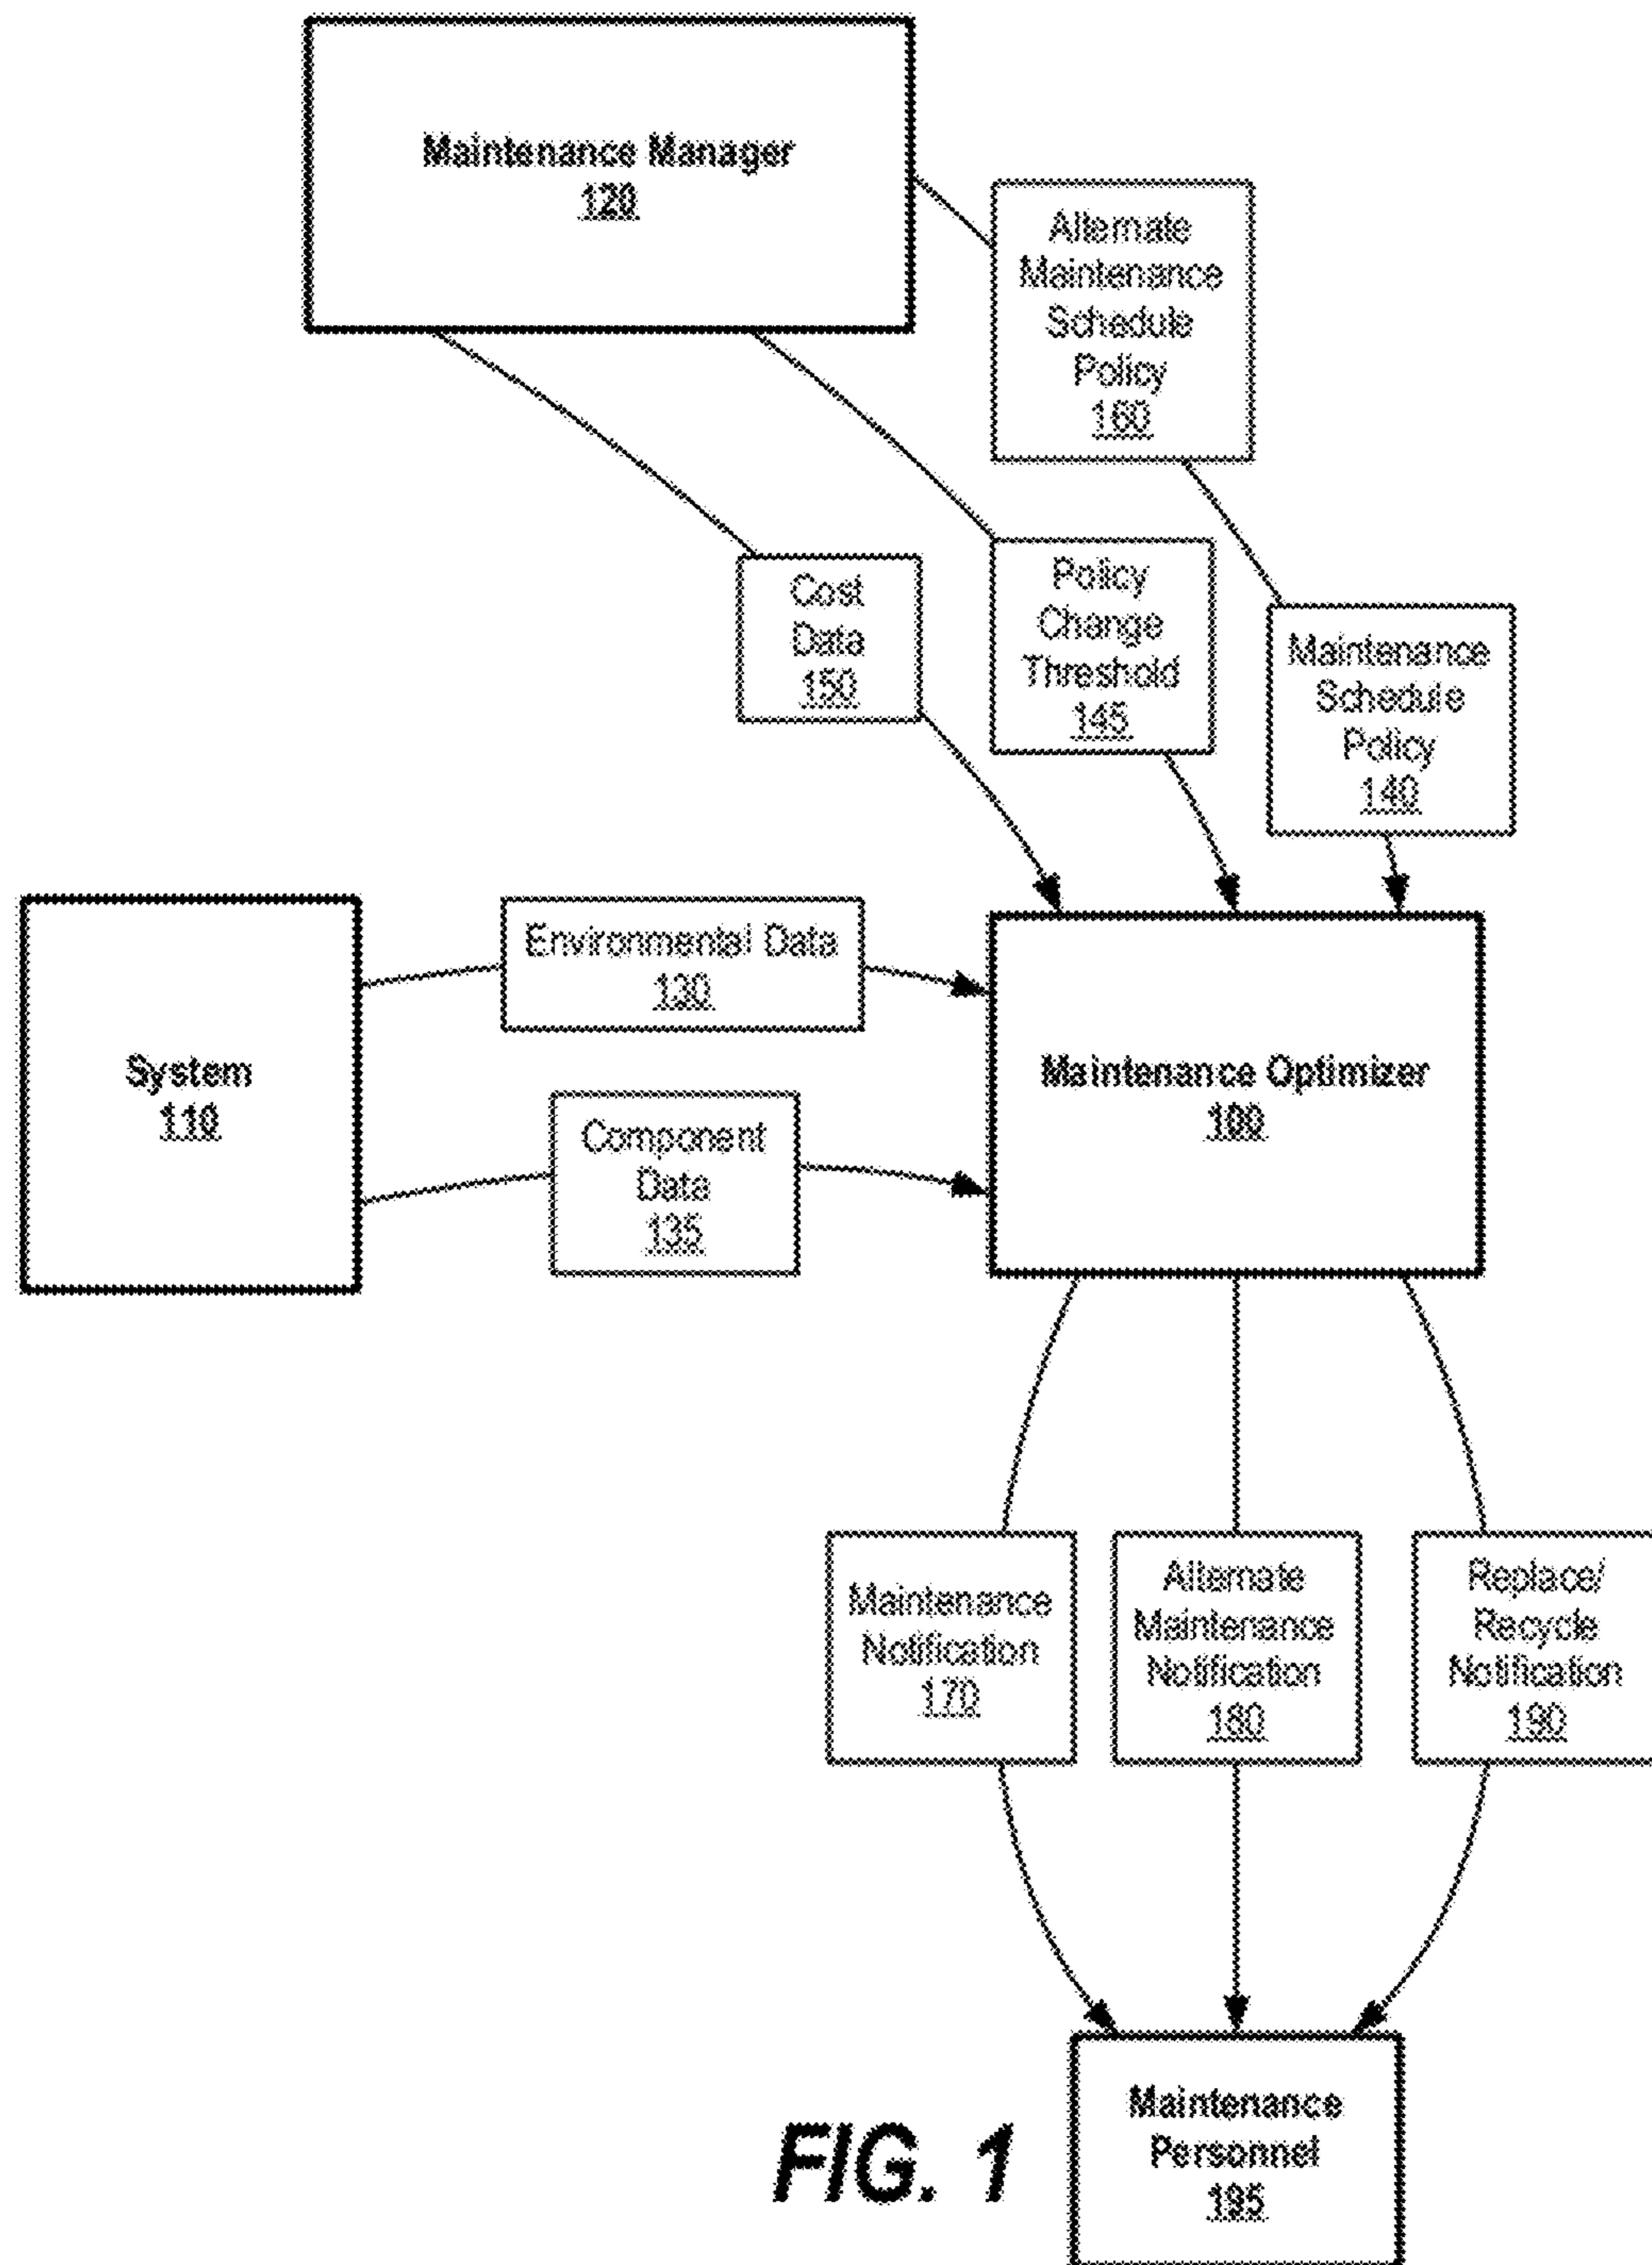 Maintenance Manager
120
Alternate
Maintenance
Schedule
Policy
160
Cost
Data
150
Policy
Change
Threshold
145
Maintenance
Schedule
Policy
140
Environmental Data
130
System
110
Maintenance Optimizer
100
Component
Data
135
Maintenance
Notification
170
Alternate
Maintenance
Notification
180
Replace/
Recycle
Notification
190
Maintenance
Personnel
195
FIG. 1